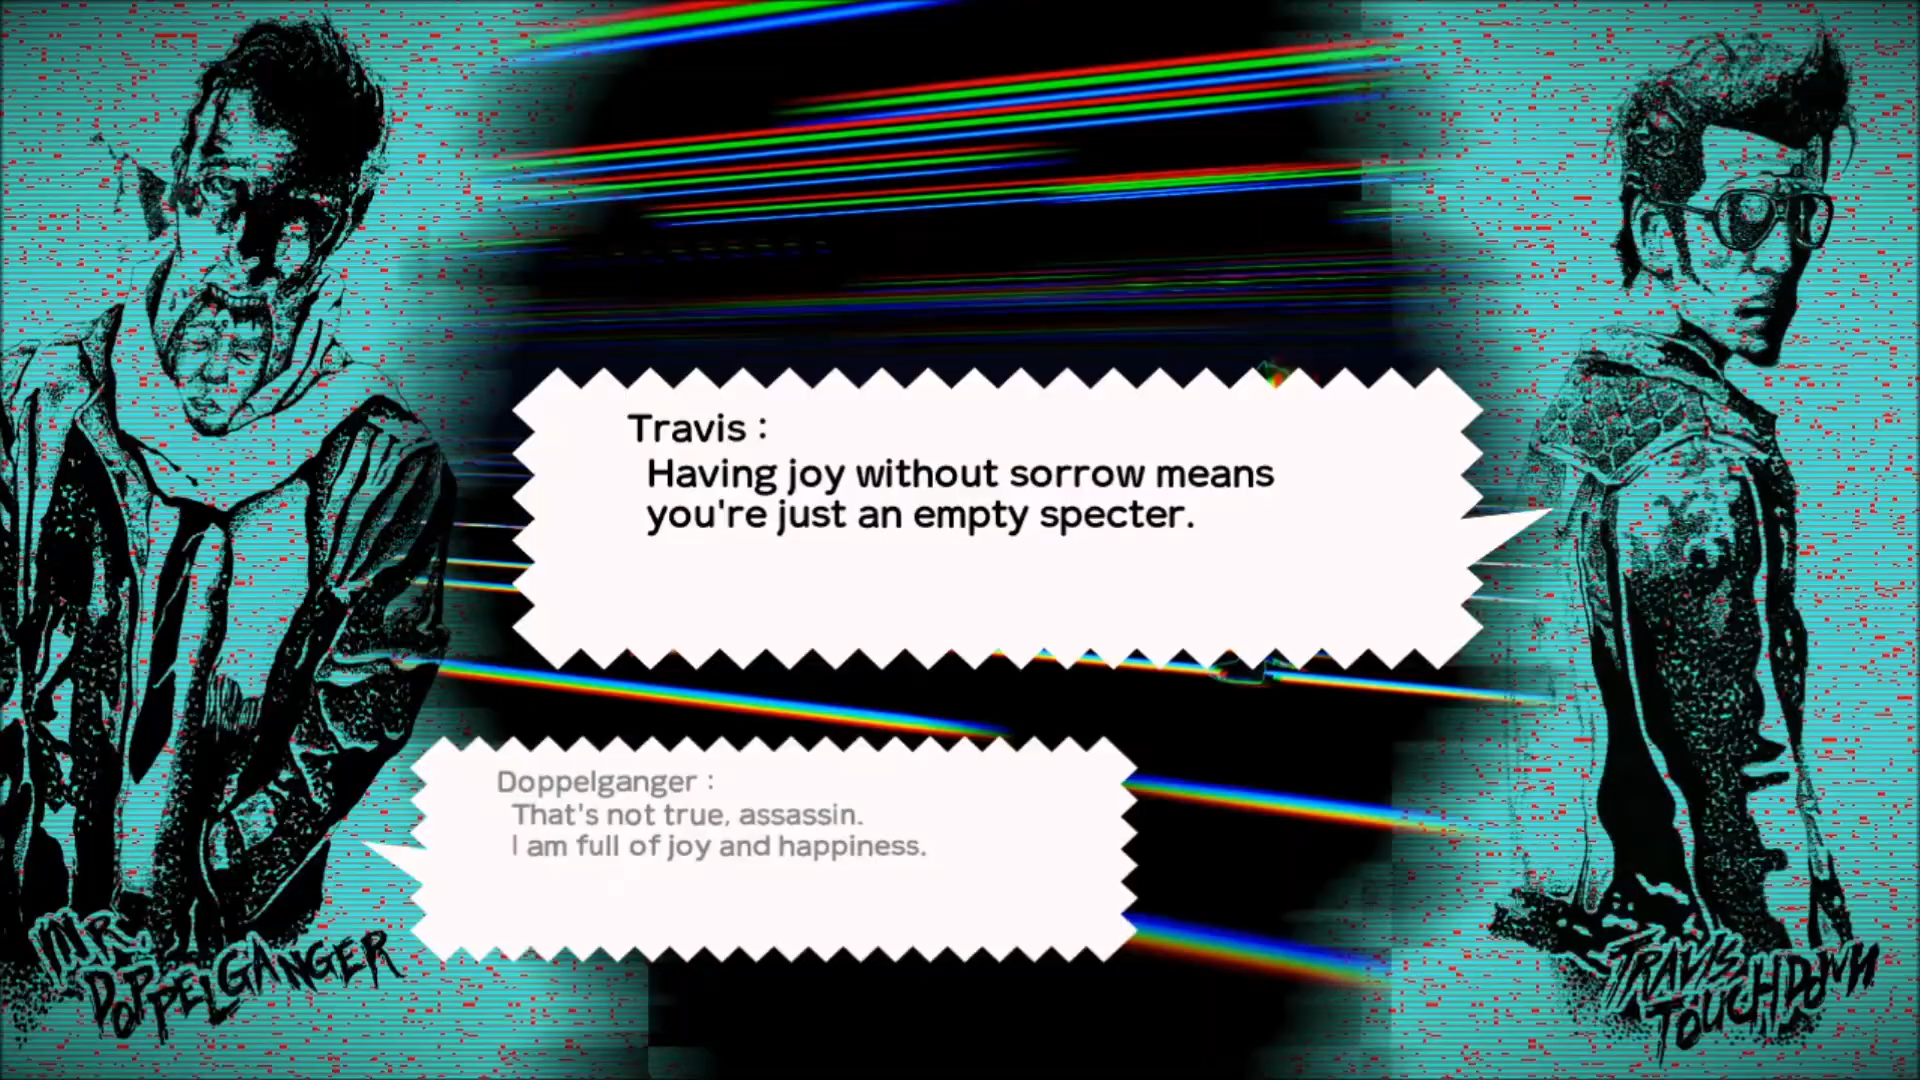 Travis :
Having joy without sorrow means
you're just an empty specter.
Doppelganger :
That's not true, assassin.
I am full of joy and happiness.
MR.
DOPPELGANGER
TRAVIS
TOUCHDOWN